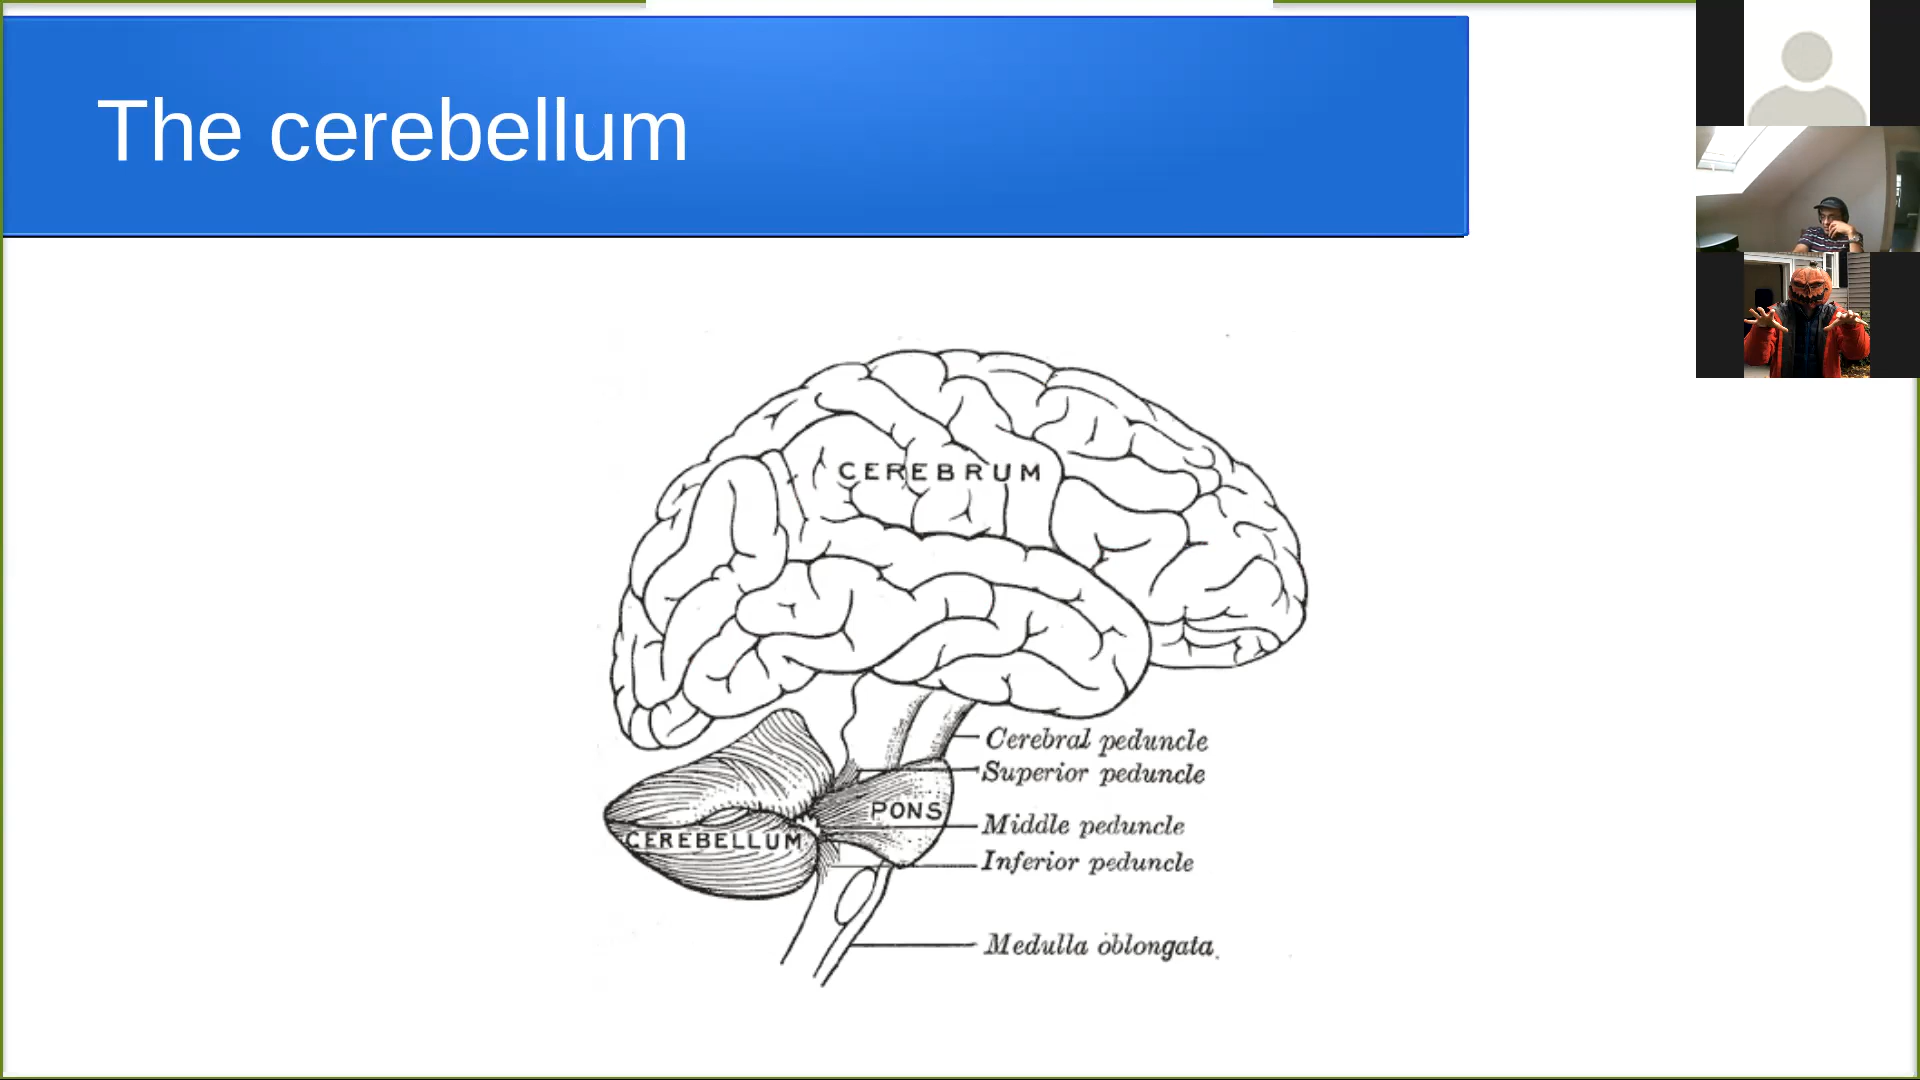 The cerebellum
CEREBRUM
Cerebral peduncle
Superior peduncle
PONS
Middle peduncle
CEREBELLUM
Inferior peduncle
Medulla oblongata.